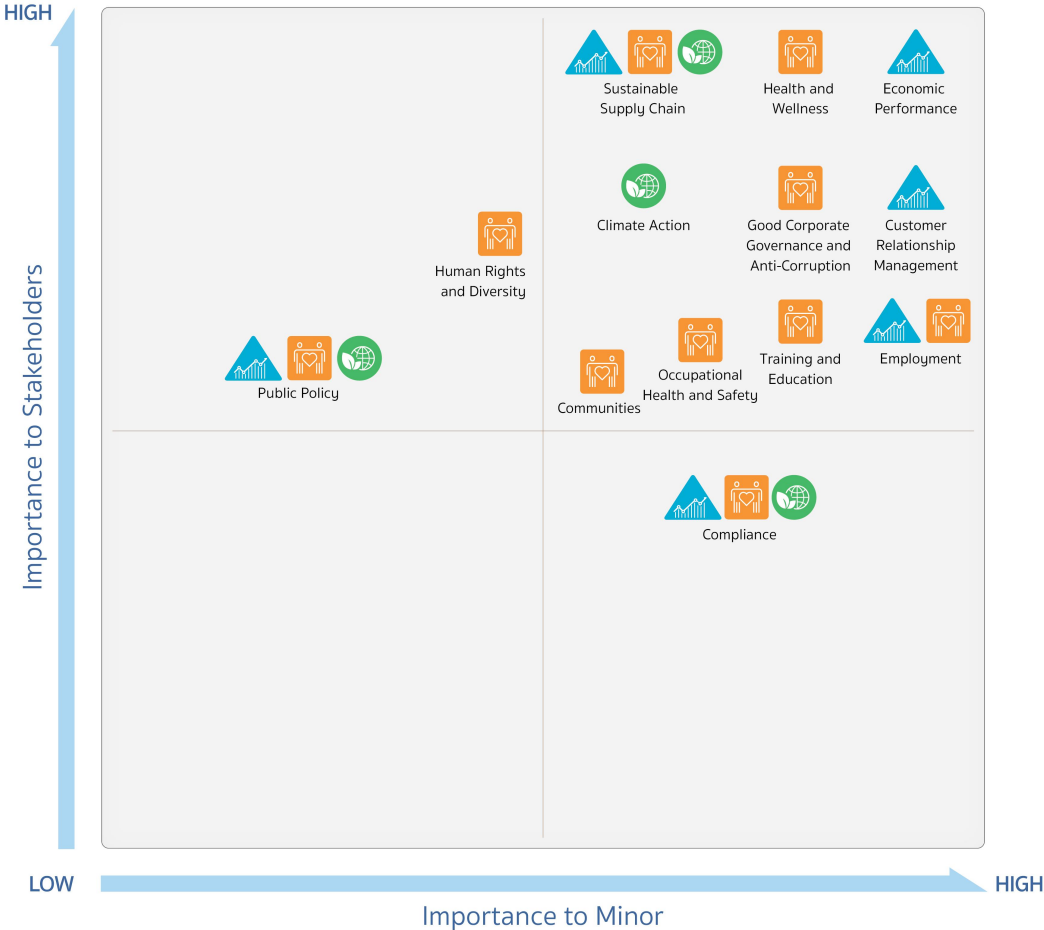 HIGH
Importance to Stakeholders
Sustainable
Supply Chain
Health and
Wellness
Economic
Performance
Climate Action
Good Corporate
Governance and
Anti-Corruption
Customer
Relationship
Management
Human Rights
and Diversity
Public Policy
Communities
Occupational
Health and Safety
Training and
Education
Employment
Compliance
LOW
HIGH
Importance to Minor